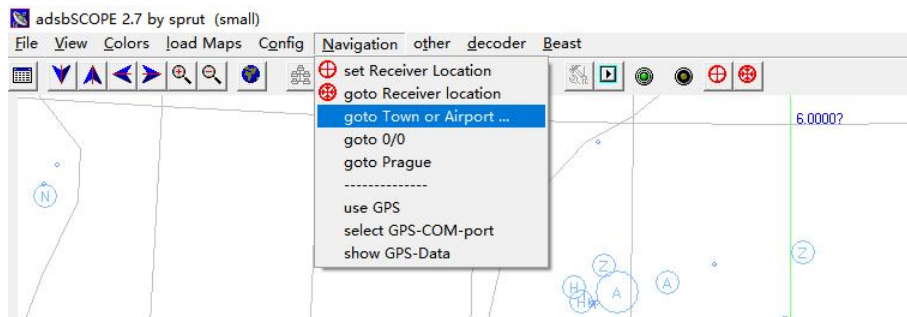 adsbSCOPE 2.7 by sprut (small)
File View Colors load Maps Config Navigation other decoder Beast
set Receiver Location
goto Receiver location
goto Town or Airport ...
6.0000?
goto 0/0
goto Prague
--------------
N
use GPS
select GPS-COM-port
show GPS-Data
Z
Z
A
H
A
H